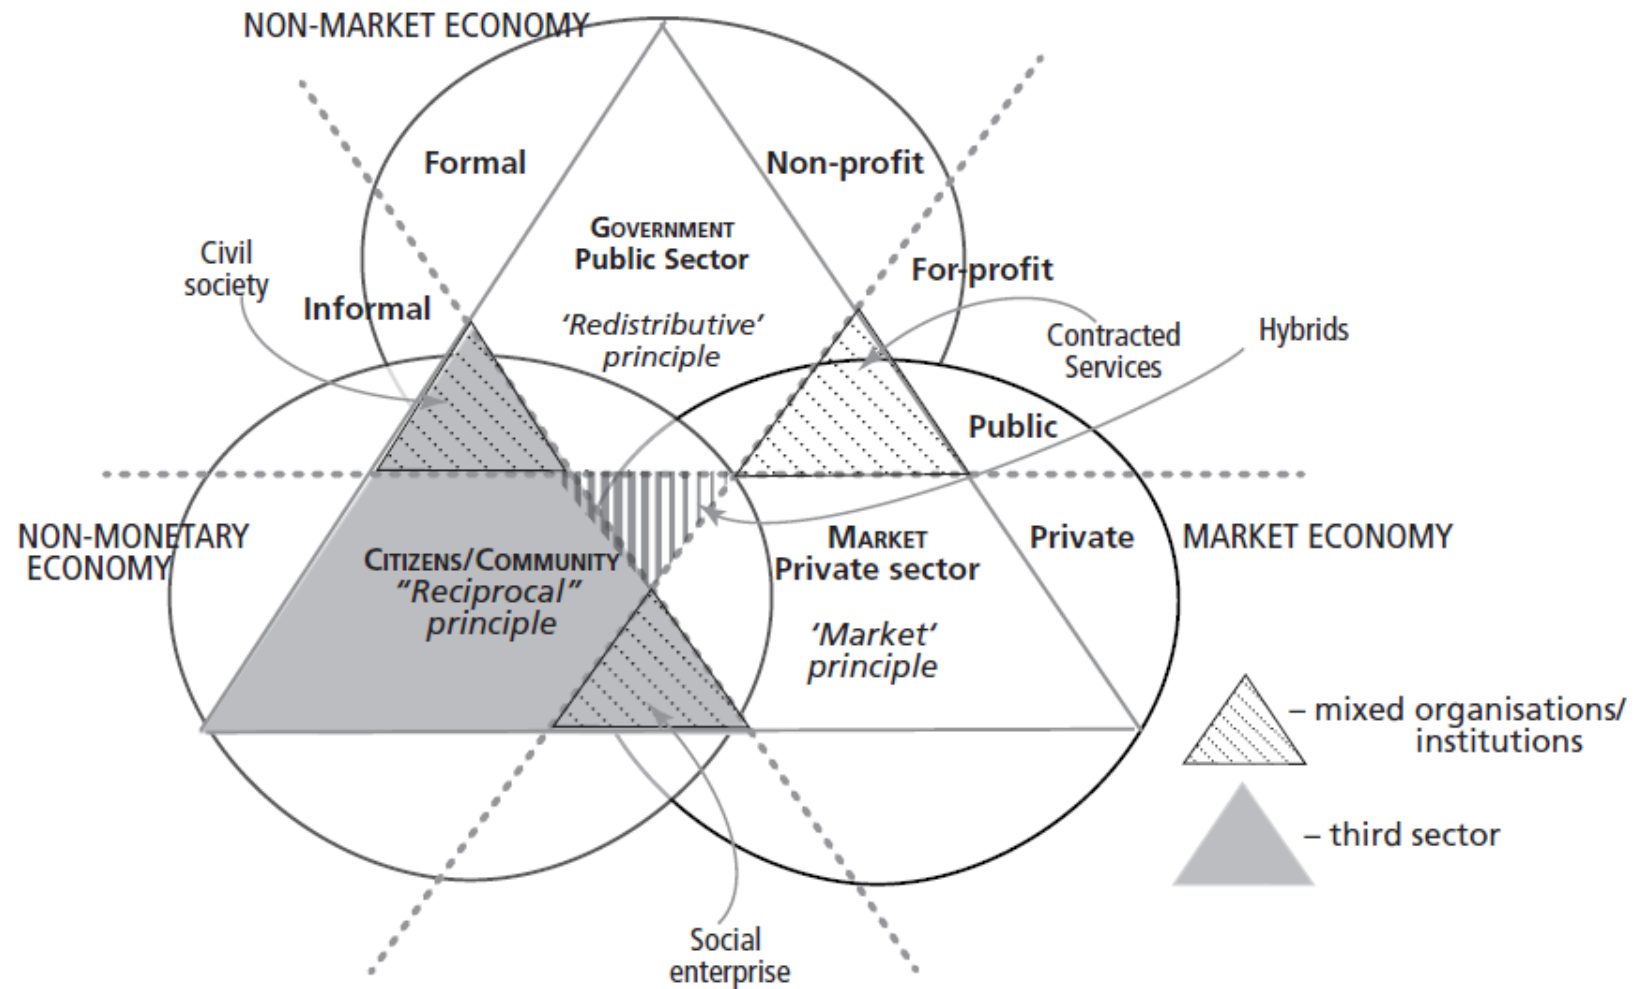 NON-MARKET ECONOMY
Formal
Non-profit
GOVERNMENT
Public Sector
Civil
society
For-profit
Informal
‘Redistributive’
principle
Contracted
Services
Hybrids
Public
NON-MONETARY
ECONOMY
CITIZENS/COMMUNITY
“Reciprocal”
principle
MARKET
Private sector
Private
MARKET ECONOMY
‘Market‘
principle
– mixed organisations/
institutions
– third sector
Social
enterprise